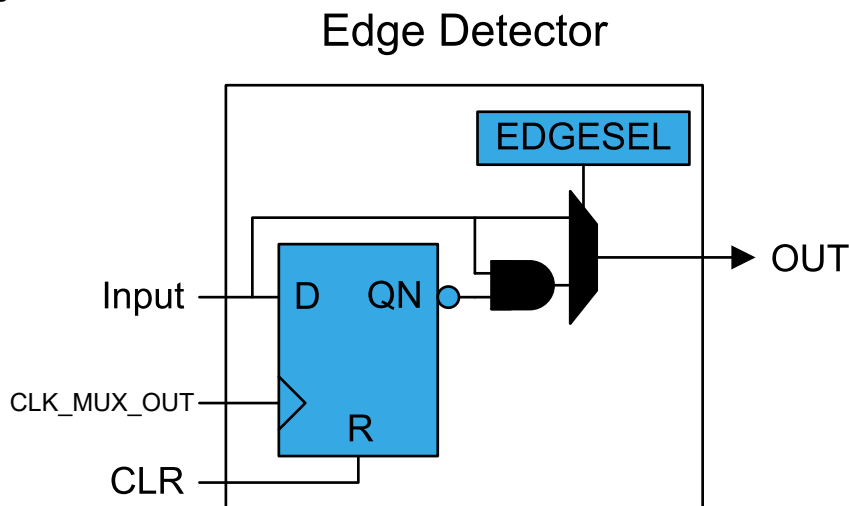 Edge Detector
EDGESEL
OUT
Input
D
QN
CLK_MUX_OUT
R
CLR